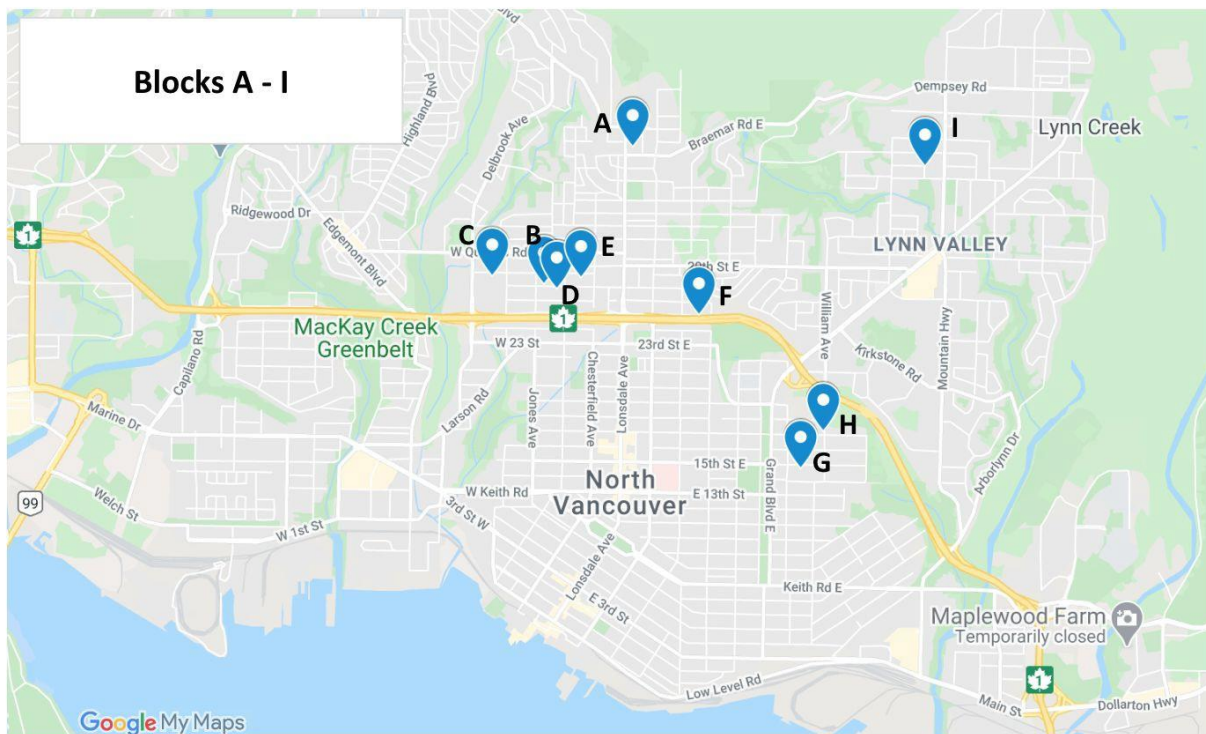 Blocks A - I
Highland Blvd
Delbrook Ave
A
Braemar Rd E
Dempsey Rd
I
Lynn Creek
Ridgewood Dr
Edgemont Blvd
C
B
E
LYNN VALLEY
D
F
1
1
MacKay Creek
Greenbelt
W 23 St
23rd St E
William Ave
Kirkstone Rd
Mountain Hwy
Capilano Rd
Larson Rd
Jones Ave
Chesterfield Ave
Lonsdale Ave
Marine Dr
H
G
15th St E
Grand Blvd E
Arborlynn Dr
North
Vancouver
W Keith Rd
E 13th St
99
Welch St
W 1st St
3rd St W
Lonsdale Ave
E 3rd St
Keith Rd E
Maplewood Farm
Temporarily closed
Low Level Rd
1
Main St
Dollarton Hwy
Google My Maps